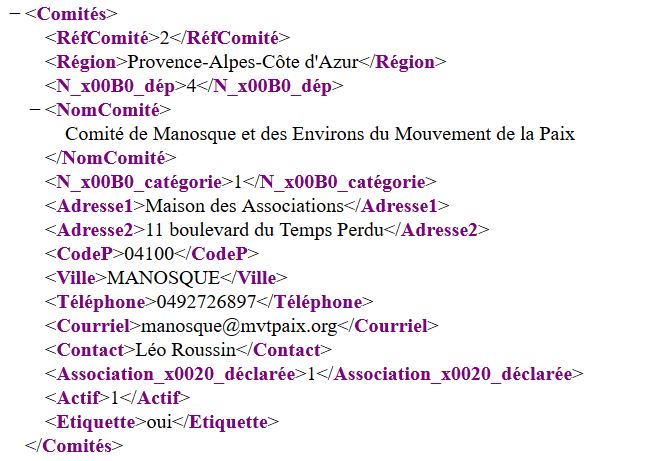 − <Comités>
<RéfComité>2</RéfComité>
<Région>Provence-Alpes-Côte d'Azur</Région>
<N_x00B0_dép>4</N_x00B0_dép>
− <NomComité>
Comité de Manosque et des Environs du Mouvement de la Paix
</NomComité>
<N_x00B0_catégorie>1</N_x00B0_catégorie>
<Adresse1>Maison des Associations</Adresse1>
<Adresse2>11 boulevard du Temps Perdu</Adresse2>
<CodeP>04100</CodeP>
<Ville>MANOSQUE</Ville>
<Téléphone>0492726897</Téléphone>
<Courriel>manosque@mvtpaix.org</Courriel>
<Contact>Léo Roussin</Contact>
<Association_x0020_déclarée>1</Association_x0020_déclarée>
<Actif>1</Actif>
<Etiquette>oui</Etiquette>
</Comités>